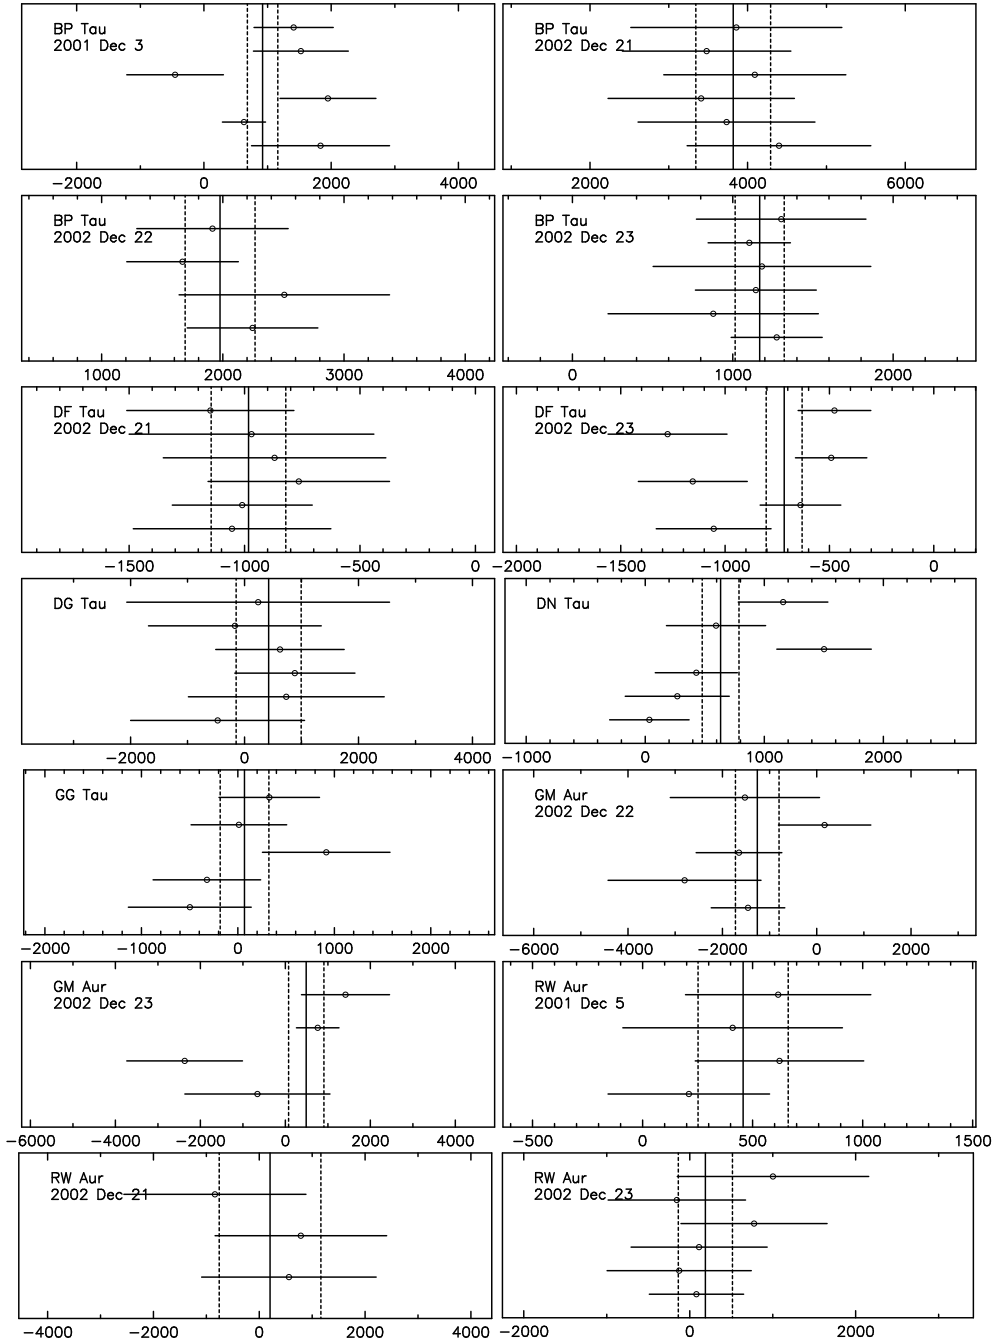 BP Tau
2001 Dec 3
−2000 0 2000 4000
BP Tau
2002 Dec 21
2000 4000 6000
BP Tau
2002 Dec 22
1000 2000 3000 4000
BP Tau
2002 Dec 23
0 1000 2000
DF Tau
2002 Dec 21
−1500 −1000 −500 0
DF Tau
2002 Dec 23
−2000 −1500 −1000 −500 0
DG Tau
−2000 0 2000 4000
DN Tau
−1000 0 1000 2000
GG Tau
−2000 −1000 0 1000 2000
GM Aur
2002 Dec 22
−6000 −4000 −2000 0 2000
GM Aur
2002 Dec 23
−6000 −4000 −2000 0 2000 4000
RW Aur
2001 Dec 5
−500 0 500 1000 1500
RW Aur
2002 Dec 21
−4000 −2000 0 2000 4000
RW Aur
2002 Dec 23
−2000 0 2000